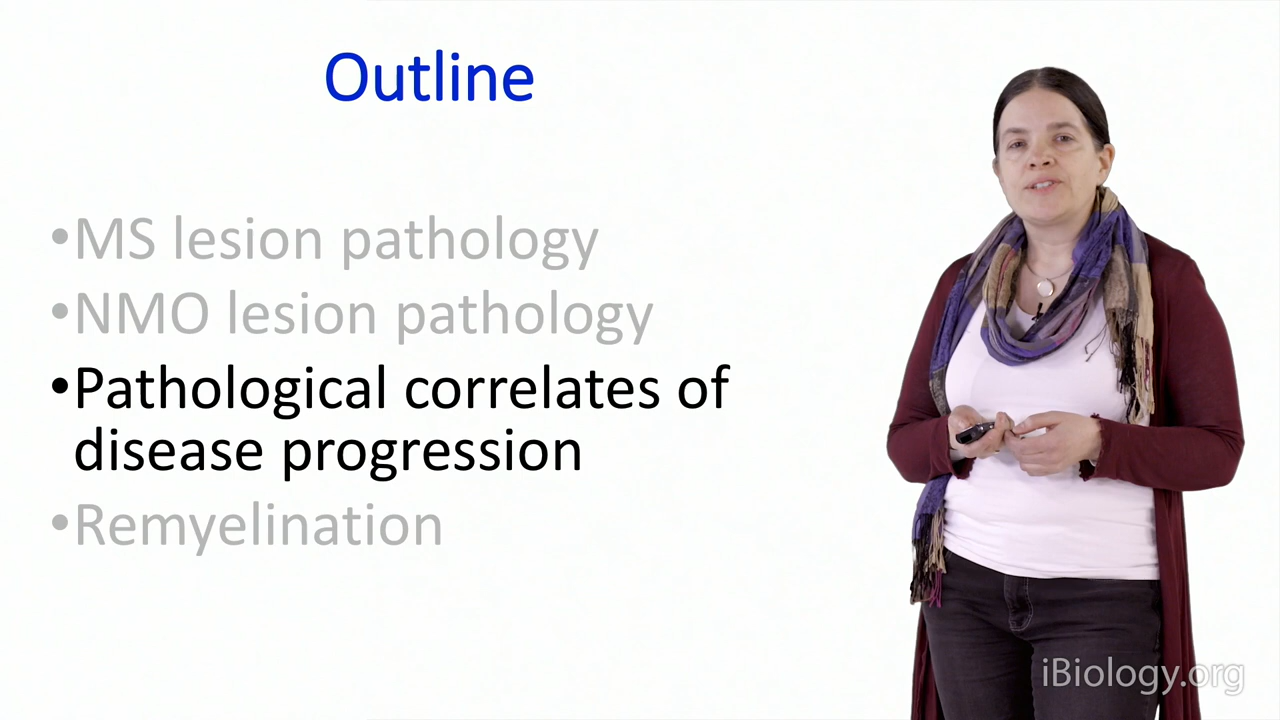 Outline
•MS lesion pathology
•NMO lesion pathology
•Pathological correlates of
disease progression
•Remyelination
iBiology.org